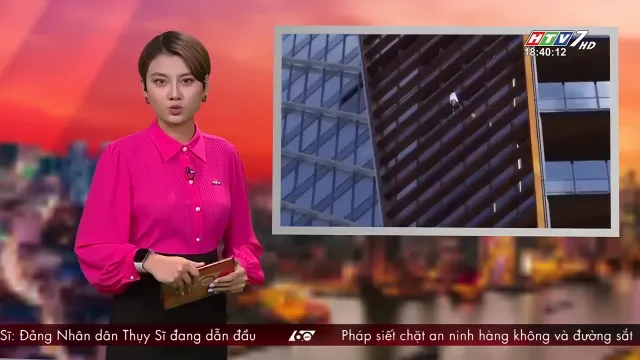 HTV7 HD
18:40:12
Sĩ: Đảng Nhân dân Thụy Sĩ đang dẫn đầu 60 Pháp siết chặt an ninh hàng không và đường sắt